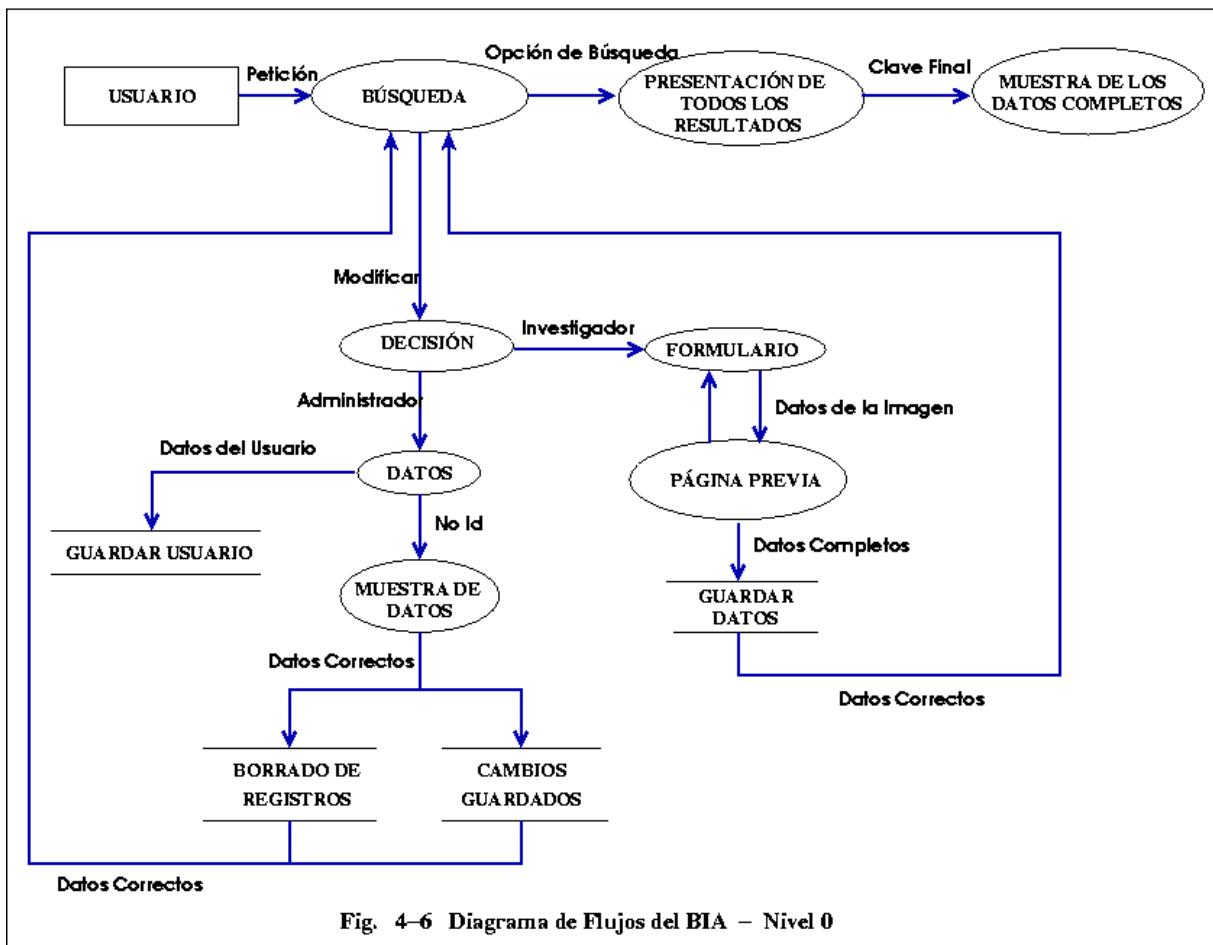 Opción de Búsqueda
Petición
Clave Final
USUARIO
BÚSQUEDA
PRESENTACIÓN DE
TODOS LOS
RESULTADOS
MUESTRA DE LOS
DATOS COMPLETOS
Modificar
DECISIÓN
Investigador
FORMULARIO
Administrador
Datos de la Imagen
Datos del Usuario
DATOS
PÁGINA PREVIA
No Id
Datos Completos
GUARDAR USUARIO
MUESTRA DE
DATOS
GUARDAR
DATOS
Datos Correctos
Datos Correctos
BORRADO DE
REGISTROS
CAMBIOS
GUARDADOS
Datos Correctos
Fig. 4–6 Diagrama de Flujos del BIA – Nivel 0